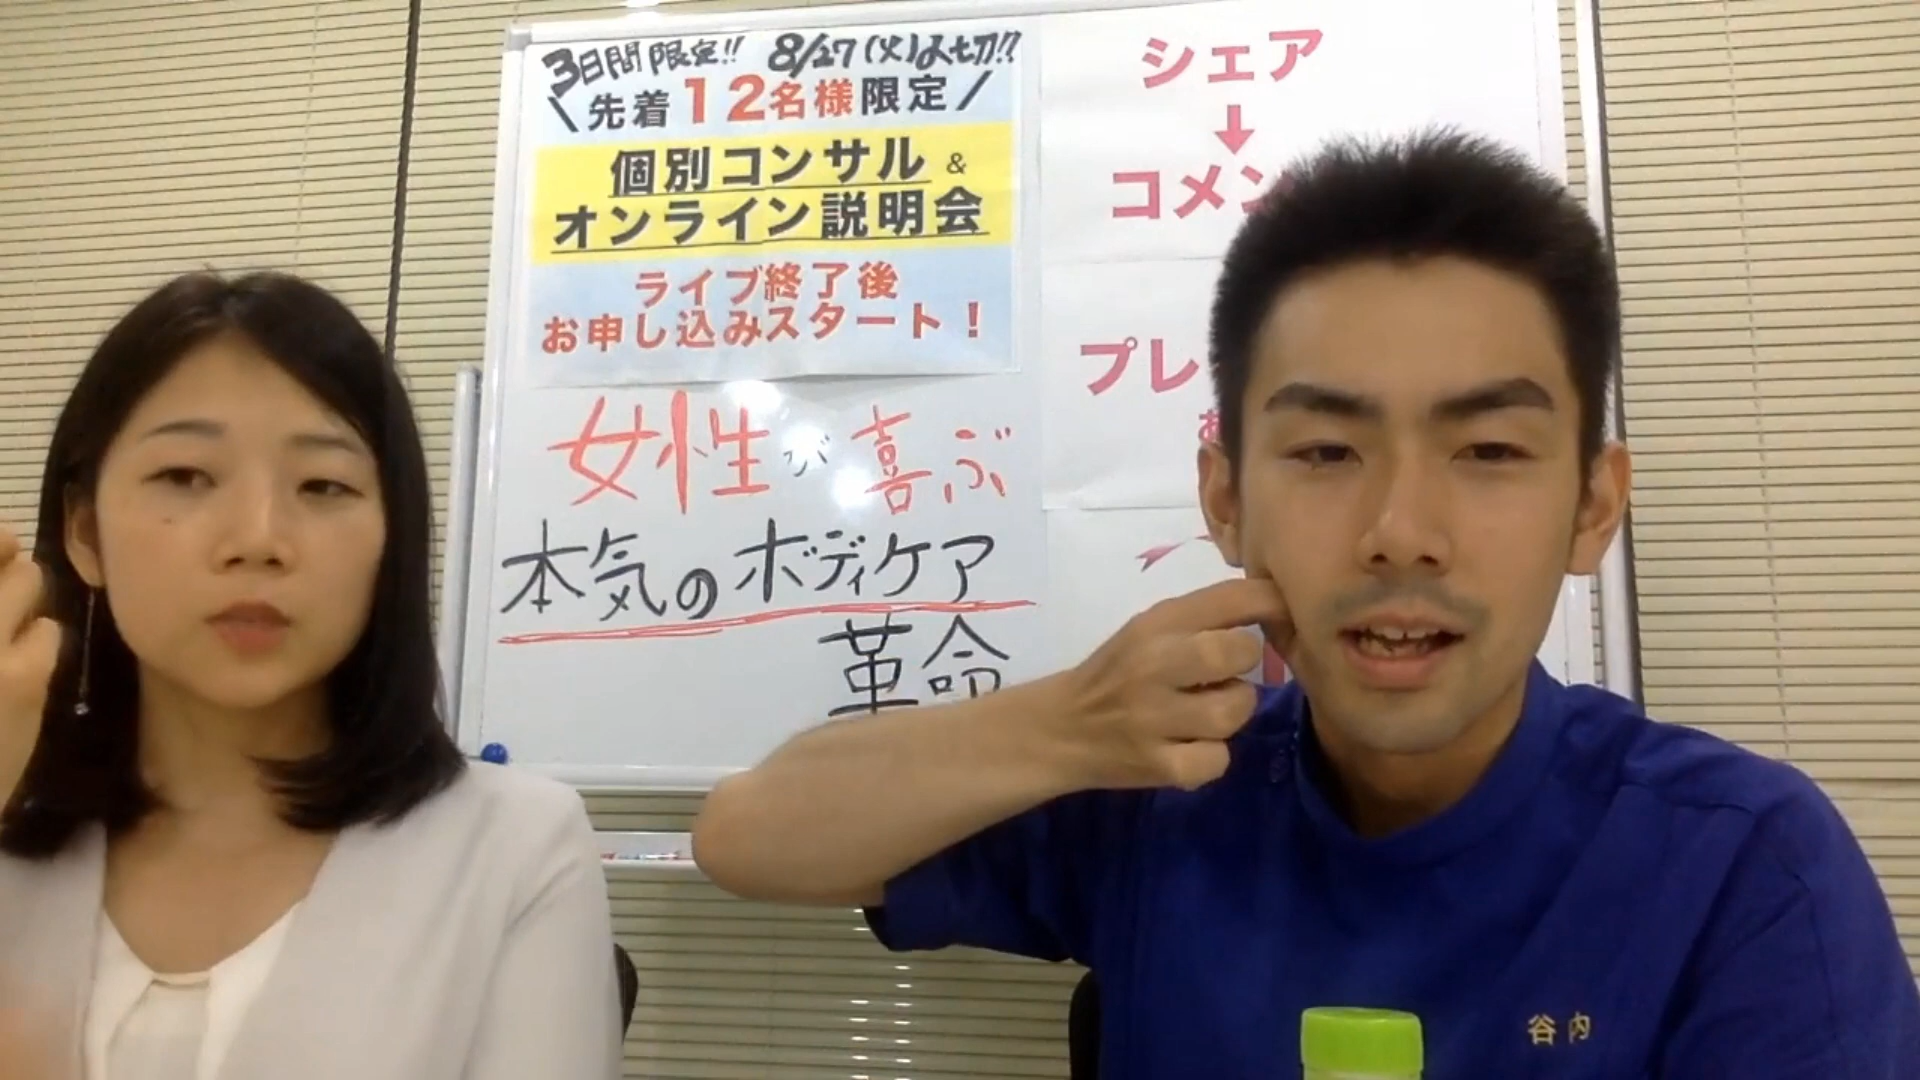 3日間限定!! 8/27(火)〆切!!
\先着12名様限定/
個別コンサル &
オンライン説明会
ライブ終了後
お申し込みスタート!
女性が喜ぶ
本気のボディケア
革命
シェア
↓
コメン
プレ
谷内